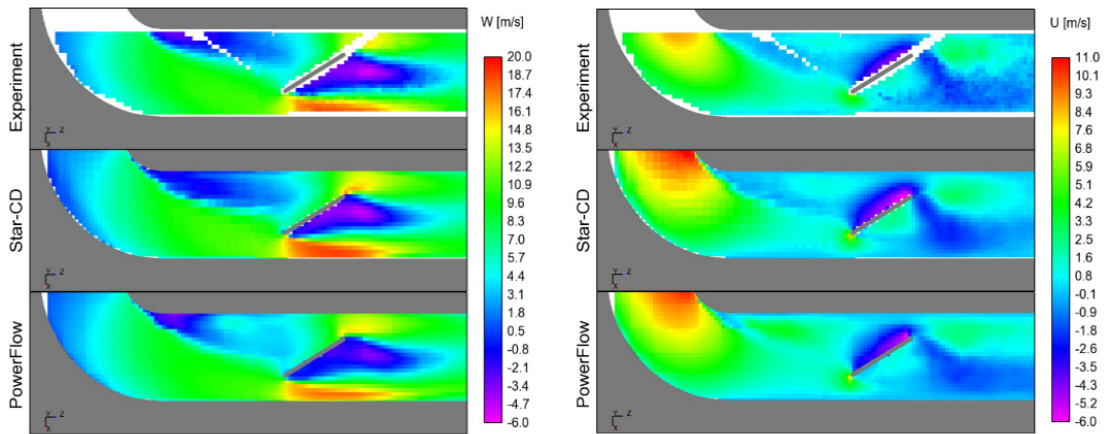 W [m/s]
20.0
18.7
17.4
16.1
14.8
13.5
12.2
10.9
9.6
8.3
7.0
5.7
4.4
3.1
1.8
0.5
-0.8
-2.1
-3.4
-4.7
-6.0
Experiment
Star-CD
PowerFlow
Y Z
X
Y Z
X
Y Z
X
U [m/s]
11.0
10.2
9.3
8.4
7.6
6.7
5.9
5.1
4.2
3.4
2.5
1.6
0.8
-0.1
-0.9
-1.8
-2.6
-3.4
-4.3
-5.2
-6.0
Experiment
Star-CD
PowerFlow
Y Z
X
Y Z
X
Y Z
X